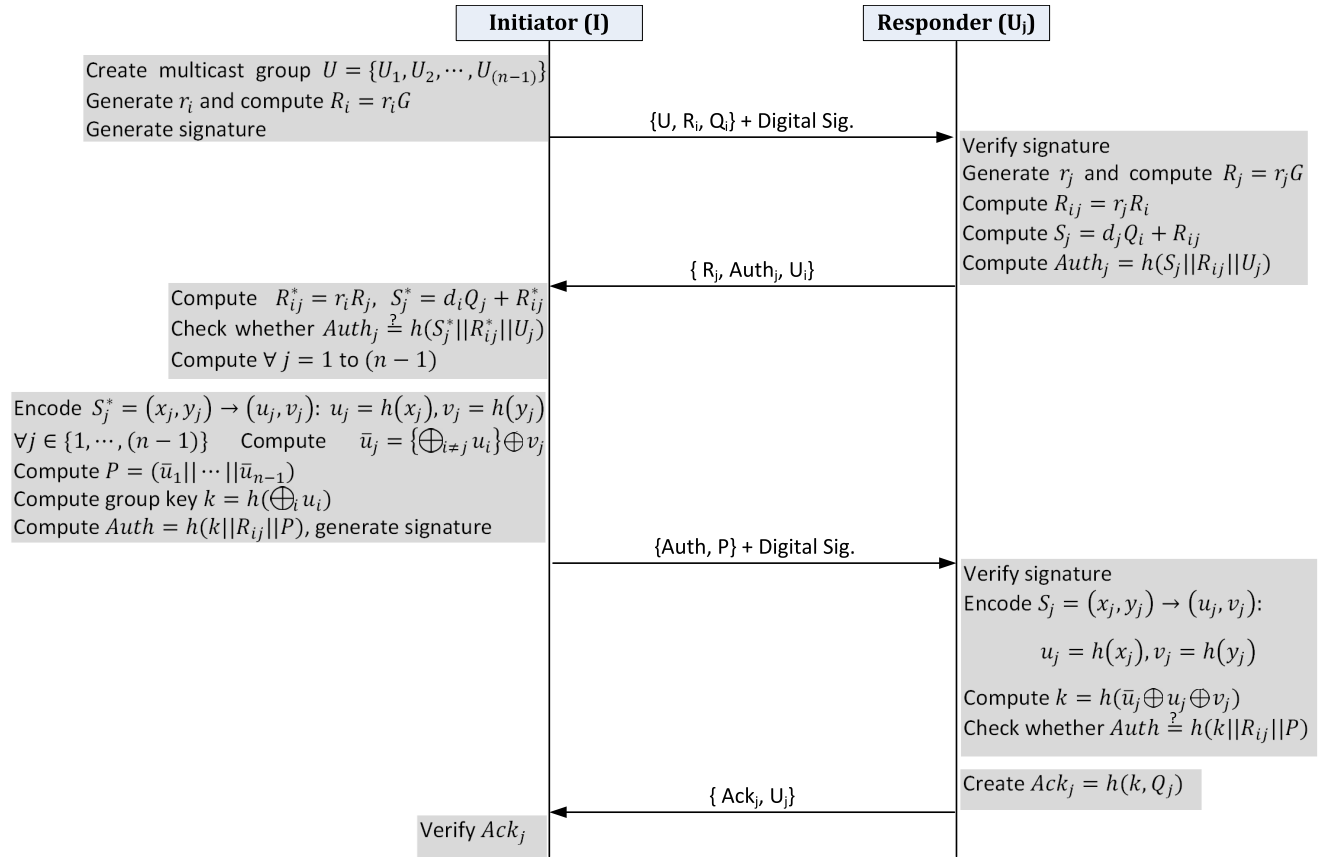 Initiator (I)
Responder (Uⱼ)
Create multicast group U = {U₁, U₂, ⋯, U₍ₙ₋₁₎}
Generate rᵢ and compute Rᵢ = rᵢG
Generate signature
{U, Rᵢ, Qᵢ} + Digital Sig.
Verify signature
Generate rⱼ and compute Rⱼ = rⱼG
Compute Rᵢⱼ = rⱼRᵢ
Compute Sⱼ = dⱼQᵢ + Rᵢⱼ
Compute Authⱼ = h(Sⱼ||Rᵢⱼ||Uⱼ)
{ Rⱼ, Authⱼ, Uᵢ}
Compute R*ᵢⱼ = rᵢRⱼ, S*ⱼ = dᵢQⱼ + R*ᵢⱼ
Check whether Authⱼ ≟ h(S*ⱼ||R*ᵢⱼ||Uⱼ)
Compute ∀ j = 1 to (n − 1)
Encode S*ⱼ = (xⱼ, yⱼ) → (uⱼ, vⱼ): uⱼ = h(xⱼ), vⱼ = h(yⱼ)
∀j ∈ {1, ⋯, (n − 1)} Compute ūⱼ = {⊕ᵢ≠ⱼ uᵢ}⊕vⱼ
Compute P = (ū₁|| ⋯ ||ūₙ₋₁)
Compute group key k = h(⊕ᵢ uᵢ)
Compute Auth = h(k||Rᵢⱼ||P), generate signature
{Auth, P} + Digital Sig.
Verify signature
Encode Sⱼ = (xⱼ, yⱼ) → (uⱼ, vⱼ):
uⱼ = h(xⱼ), vⱼ = h(yⱼ)
Compute k = h(ūⱼ⊕uⱼ⊕vⱼ)
Check whether Auth ≟ h(k||Rᵢⱼ||P)
Create Ackⱼ = h(k, Qⱼ)
{ Ackⱼ, Uⱼ}
Verify Ackⱼ